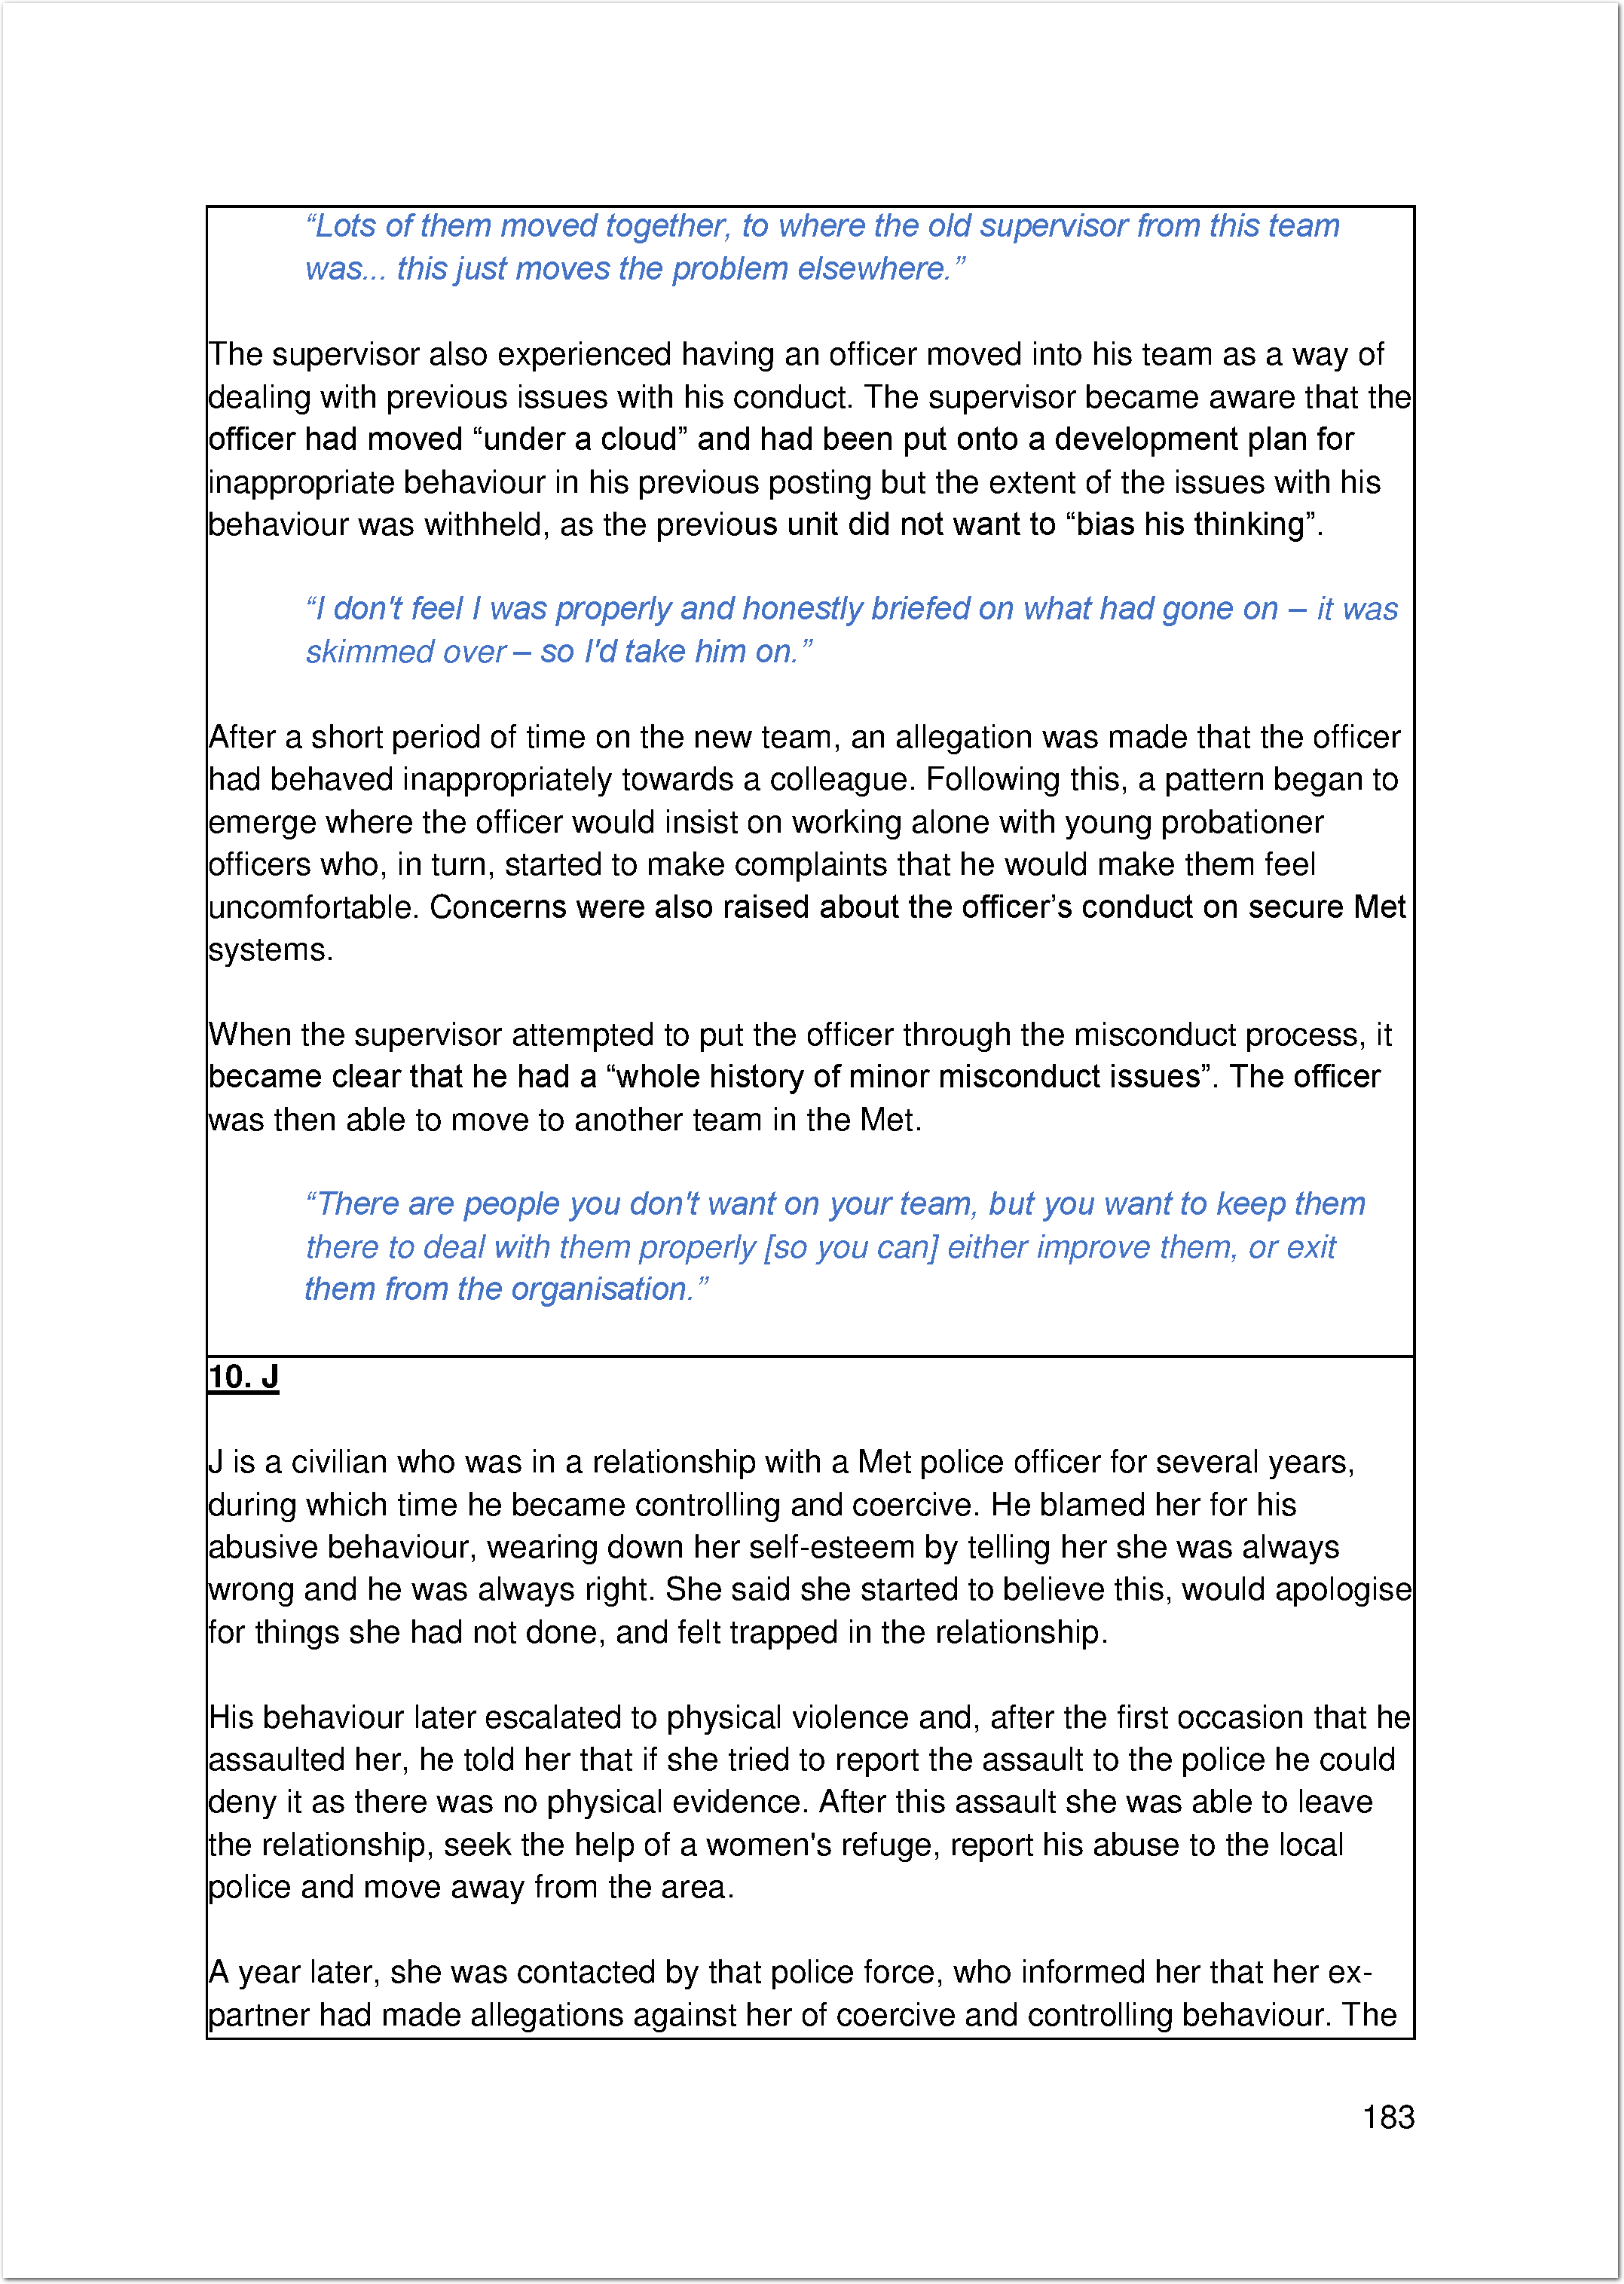 “Lots of them moved together, to where the old supervisor from this team
was... this just moves the problem elsewhere.”
The supervisor also experienced having an officer moved into his team as a way of
dealing with previous issues with his conduct. The supervisor became aware that the
officer had moved “under a cloud” and had been put onto a development plan for
inappropriate behaviour in his previous posting but the extent of the issues with his
behaviour was withheld, as the previous unit did not want to “bias his thinking”.
“I don't feel I was properly and honestly briefed on what had gone on – it was
skimmed over – so I'd take him on.”
After a short period of time on the new team, an allegation was made that the officer
had behaved inappropriately towards a colleague. Following this, a pattern began to
emerge where the officer would insist on working alone with young probationer
officers who, in turn, started to make complaints that he would make them feel
uncomfortable. Concerns were also raised about the officer’s conduct on secure Met
systems.
When the supervisor attempted to put the officer through the misconduct process, it
became clear that he had a “whole history of minor misconduct issues”. The officer
was then able to move to another team in the Met.
“There are people you don't want on your team, but you want to keep them
there to deal with them properly [so you can] either improve them, or exit
them from the organisation.”
10. J
J is a civilian who was in a relationship with a Met police officer for several years,
during which time he became controlling and coercive. He blamed her for his
abusive behaviour, wearing down her self-esteem by telling her she was always
wrong and he was always right. She said she started to believe this, would apologise
for things she had not done, and felt trapped in the relationship.
His behaviour later escalated to physical violence and, after the first occasion that he
assaulted her, he told her that if she tried to report the assault to the police he could
deny it as there was no physical evidence. After this assault she was able to leave
the relationship, seek the help of a women's refuge, report his abuse to the local
police and move away from the area.
A year later, she was contacted by that police force, who informed her that her ex-
partner had made allegations against her of coercive and controlling behaviour. The
183